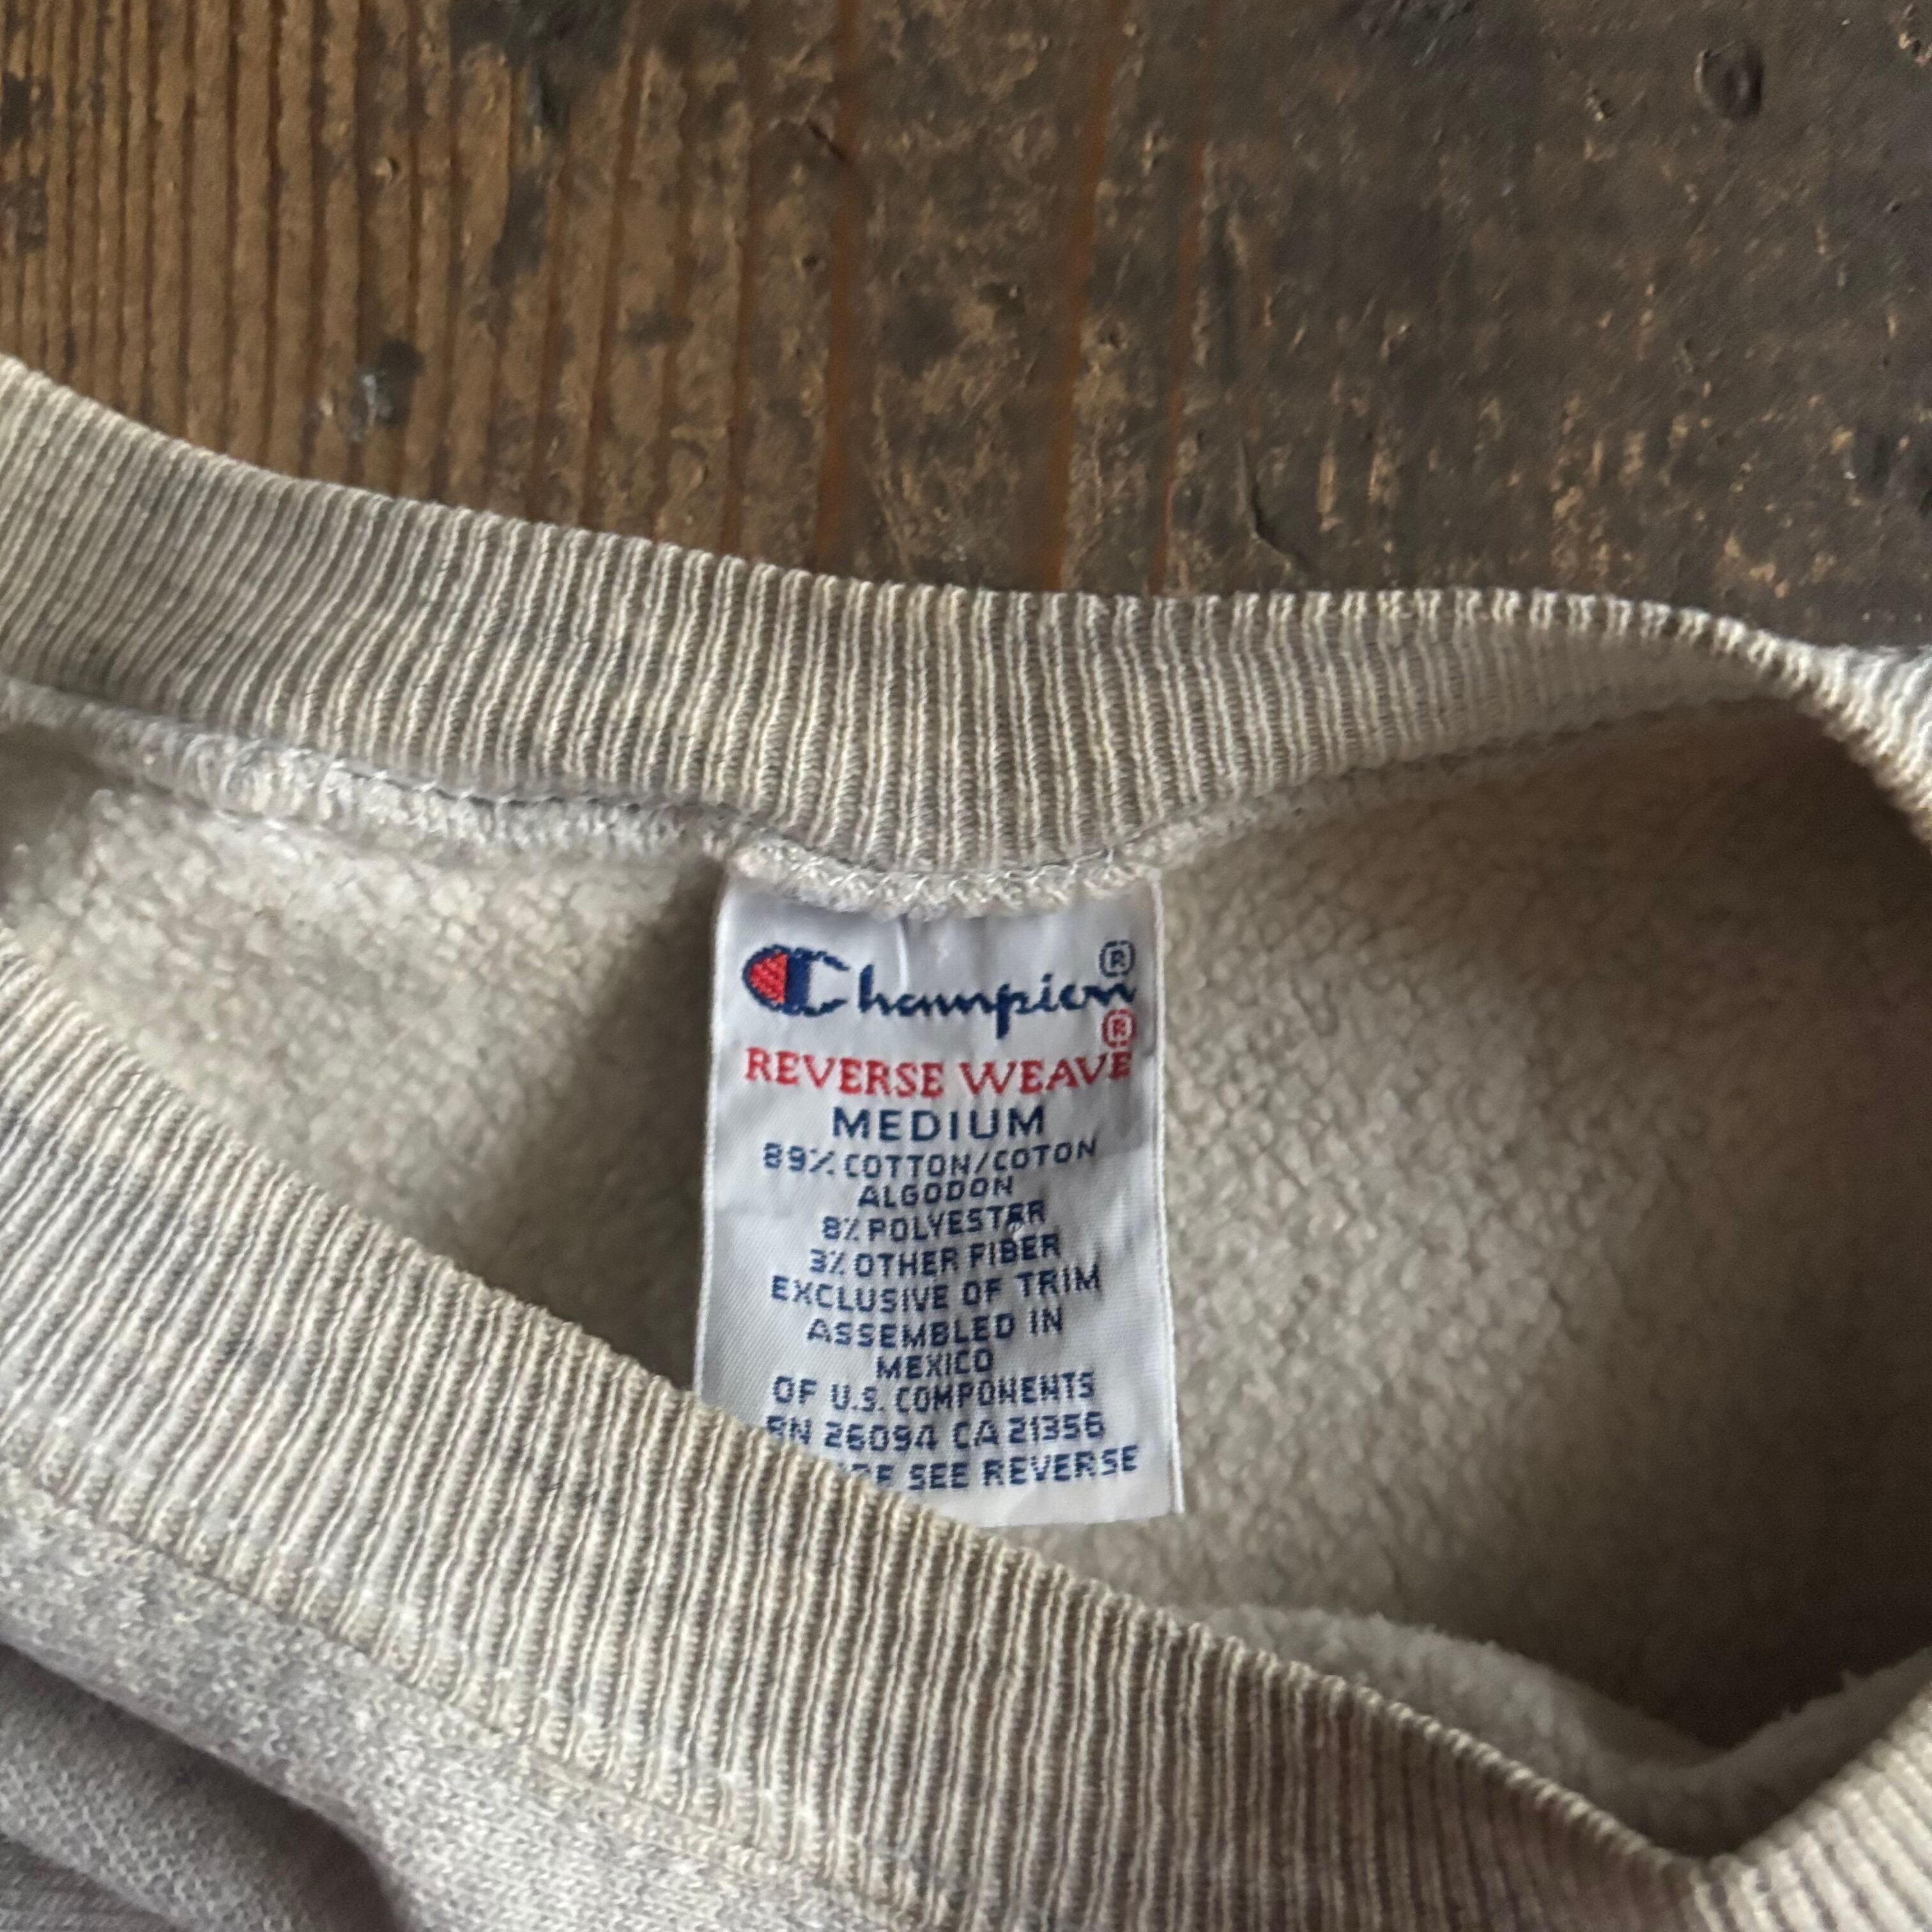 Champion®
REVERSE WEAVE®
MEDIUM
89% COTTON/COTON
ALGODON
8% POLYESTER
3% OTHER FIBER
EXCLUSIVE OF TRIM
ASSEMBLED IN
MEXICO
OF U.S. COMPONENTS
RN 26094 CA 21356
SEE REVERSE